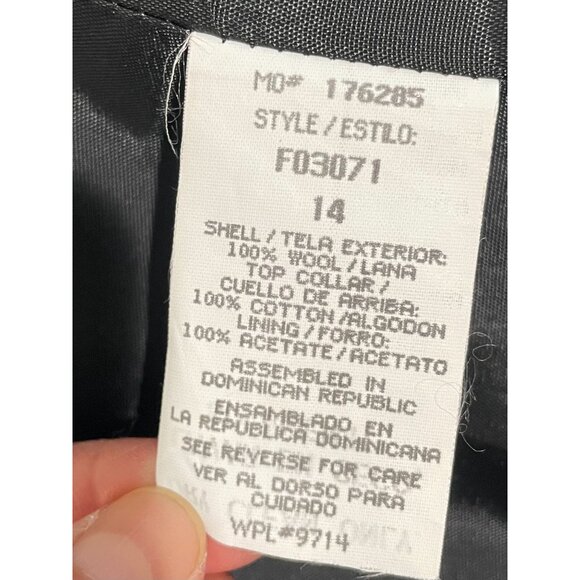 MO# 176285
STYLE/ESTILO:
F03071
14
SHELL/TELA EXTERIOR:
100% WOOL/LANA
TOP COLLAR/
CUELLO DE ARRIBA:
100% COTTON/ALGODON
LINING/FORRO:
100% ACETATE/ACETATO
ASSEMBLED IN
DOMINICAN REPUBLIC
ENSAMBLADO EN
LA REPUBLICA DOMINICANA
SEE REVERSE FOR CARE
VER AL DORSO PARA
CUIDADO
WPL#9714